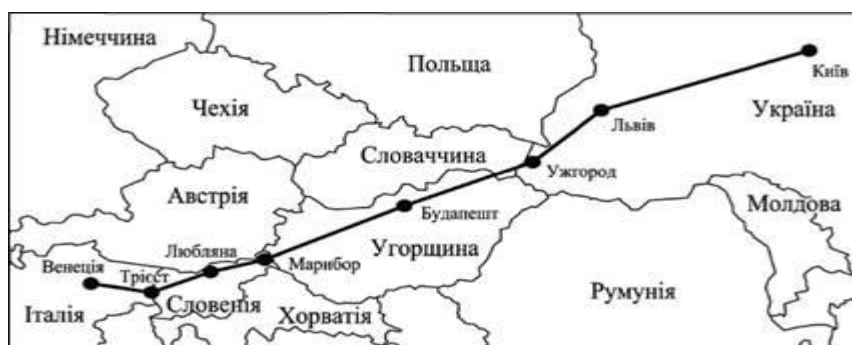 Німеччина
Польща
Київ
Чехія
Україна
Львів
Словаччина
Ужгород
Австрія
Молдова
Будапешт
Любляна
Угорщина
Венеція
Трієст
Марибор
Словенія
Румунія
Італія
Хорватія